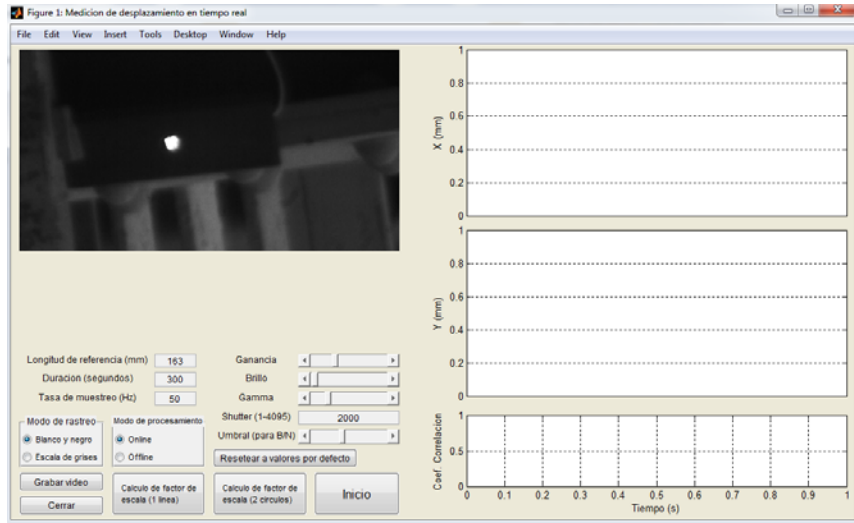 Figure 1: Medicion de desplazamiento en tiempo real
File Edit View Insert Tools Desktop Window Help
1
0.8
0.6
0.4
0.2
0
X (mm)
1
0.8
0.6
0.4
0.2
0
Y (mm)
Longitud de referencia (mm) 163
Duracion (segundos) 300
Tasa de muestreo (Hz) 50
Ganancia
Brillo
Gamma
Shutter (1-4095) 2000
Umbral (para B/N)
Modo de rastreo
Blanco y negro
Escala de grises
Modo de procesamiento
Online
Offline
Resetear a valores por defecto
Grabar video
Cerrar
Calculo de factor de
escala (1 linea)
Calculo de factor de
escala (2 circulos)
Inicio
1
0.5
0
Coef. Correlacion
0 0.1 0.2 0.3 0.4 0.5 0.6 0.7 0.8 0.9 1
Tiempo (s)